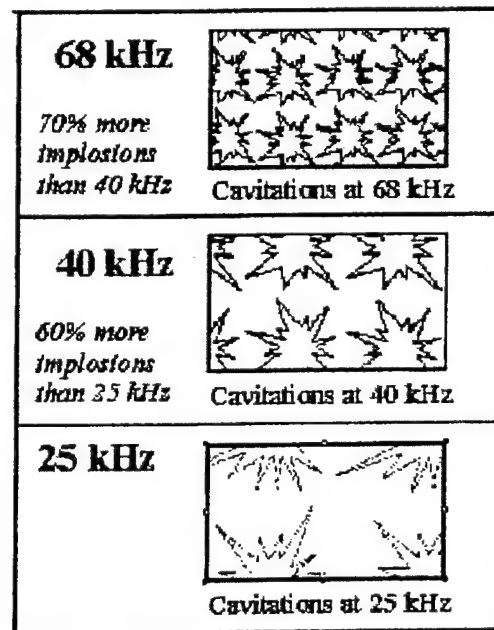 68 kHz
70% more
implosions
than 40 kHz
Cavitations at 68 kHz
40 kHz
60% more
implosions
than 25 kHz
Cavitations at 40 kHz
25 kHz
Cavitations at 25 kHz